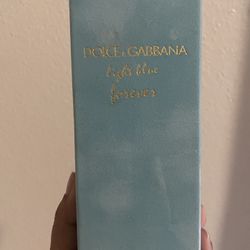 DOLCE & GABBANA
light blue
forever